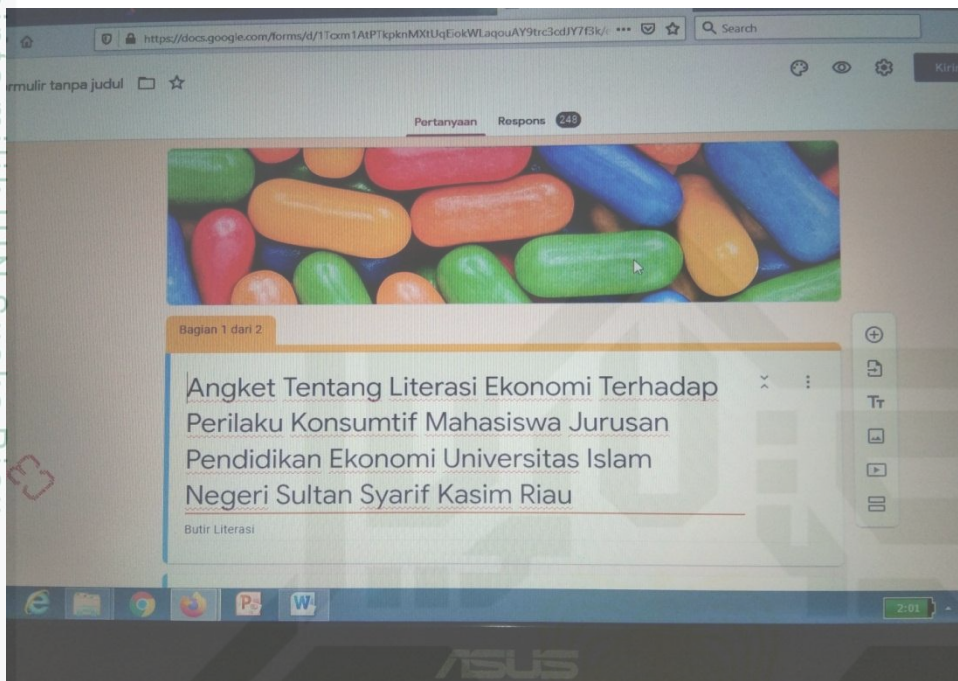 https://docs.google.com/forms/d/1Tcxm1AtPTkpknMXtUqEiokWLaqouAY9trc3cdJY7f3k/
Search
rmulir tanpa judul
Kirim
Pertanyaan Respons 248
Bagian 1 dari 2
Angket Tentang Literasi Ekonomi Terhadap
Perilaku Konsumtif Mahasiswa Jurusan
Pendidikan Ekonomi Universitas Islam
Negeri Sultan Syarif Kasim Riau
Butir Literasi
Tт
2:01
ASUS